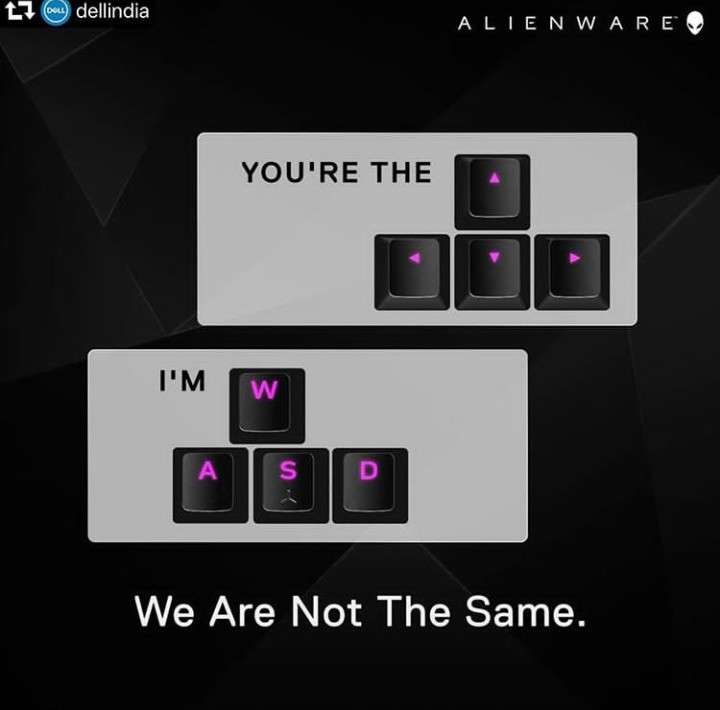 dellindia
DELL
ALIENWARE
YOU'RE THE
▲
◄ ▼ ►
I'M W
A S D
We Are Not The Same.